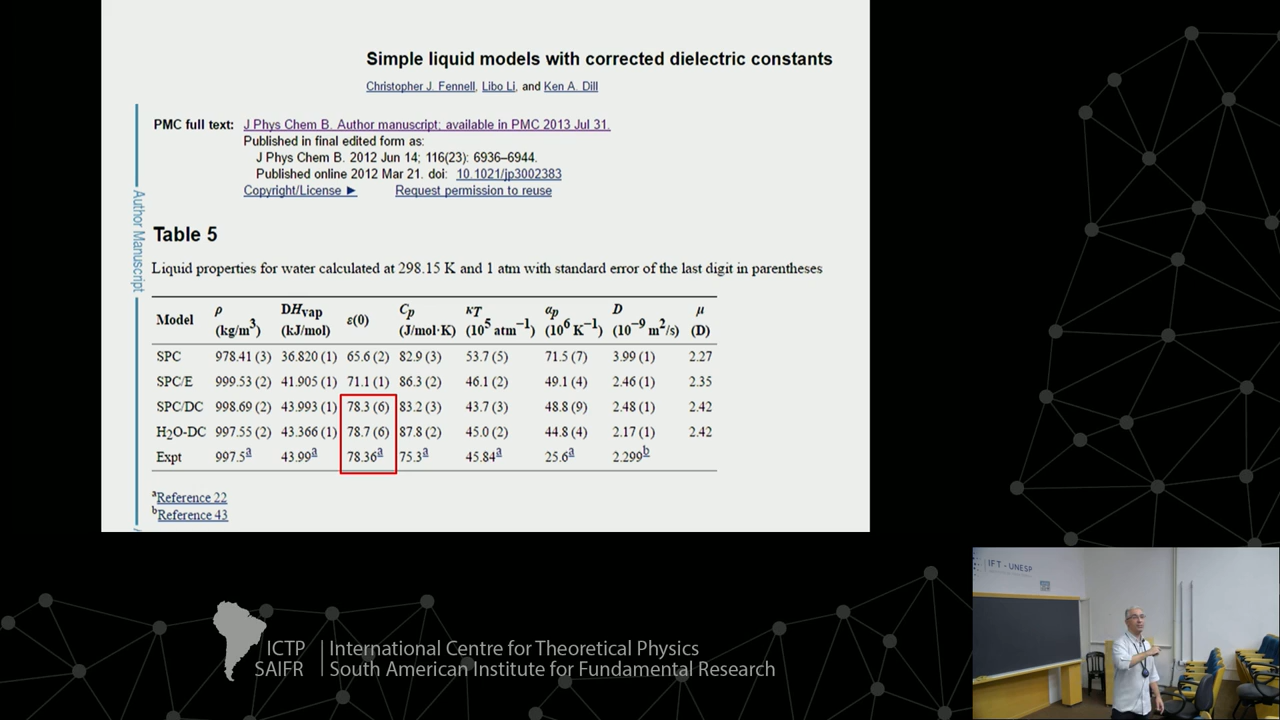 Simple liquid models with corrected dielectric constants
Christopher J. Fennell, Libo Li, and Ken A. Dill
PMC full text: J Phys Chem B. Author manuscript; available in PMC 2013 Jul 31.
Published in final edited form as:
J Phys Chem B. 2012 Jun 14; 116(23): 6936–6944.
Published online 2012 Mar 21. doi: 10.1021/jp3002383
Copyright/License ► Request permission to reuse
Author Manuscript
Table 5
Liquid properties for water calculated at 298.15 K and 1 atm with standard error of the last digit in parentheses
Model ρ (kg/m³) DHvap (kJ/mol) ε(0) Cp (J/mol·K) κT (10⁵ atm⁻¹) αp (10⁶ K⁻¹) D (10⁻⁹ m²/s) μ (D)
SPC 978.41 (3) 36.820 (1) 65.6 (2) 82.9 (3) 53.7 (5) 71.5 (7) 3.99 (1) 2.27
SPC/E 999.53 (2) 41.905 (1) 71.1 (1) 86.3 (2) 46.1 (2) 49.1 (4) 2.46 (1) 2.35
SPC/DC 998.69 (2) 43.993 (1) 78.3 (6) 83.2 (3) 43.7 (3) 48.8 (9) 2.48 (1) 2.42
H₂O-DC 997.55 (2) 43.366 (1) 78.7 (6) 87.8 (2) 45.0 (2) 44.8 (4) 2.17 (1) 2.42
Expt 997.5a 43.99a 78.36a 75.3a 45.84a 25.6a 2.299b
aReference 22
bReference 43
IFT - UNESP
ICTP SAIFR
International Centre for Theoretical Physics
South American Institute for Fundamental Research